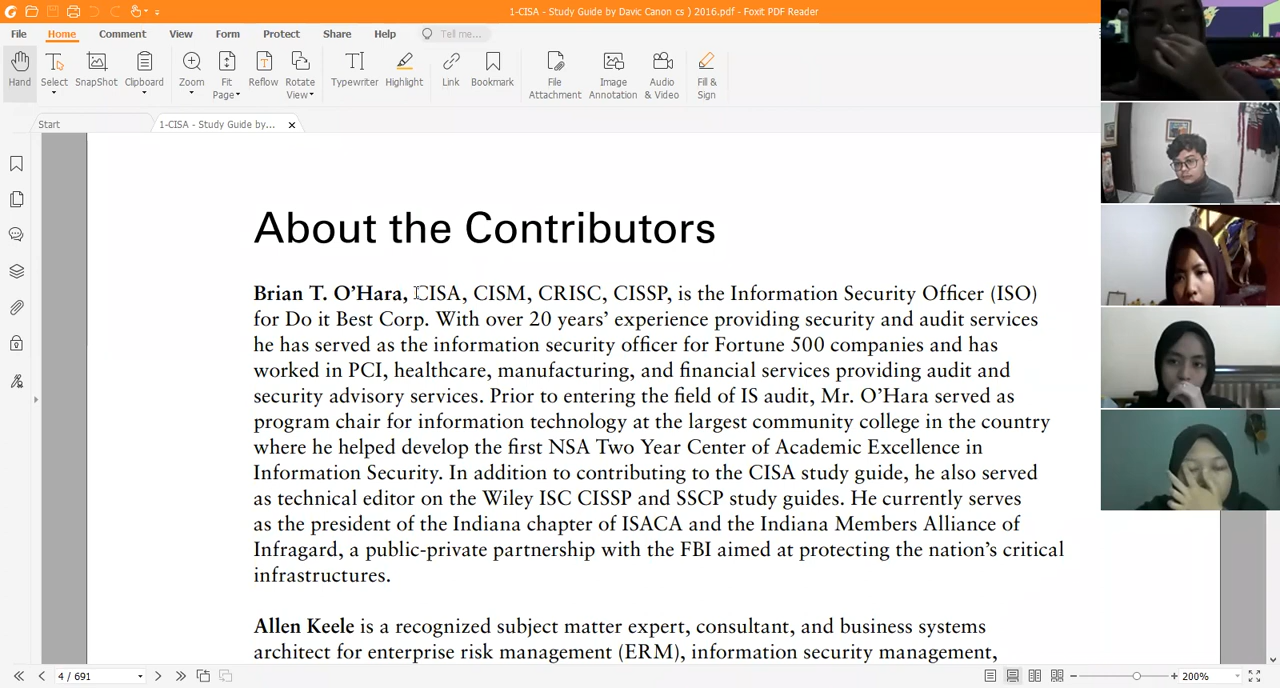 1-CISA - Study Guide by Davic Canon cs ) 2016.pdf - Foxit PDF Reader
File Home Comment View Form Protect Share Help Tell me...
Hand Select SnapShot Clipboard Zoom Fit Page Reflow Rotate View Typewriter Highlight Link Bookmark File Attachment Image Annotation Audio & Video Fill & Sign
Start 1-CISA - Study Guide by...
About the Contributors
Brian T. O'Hara, CISA, CISM, CRISC, CISSP, is the Information Security Officer (ISO)
for Do it Best Corp. With over 20 years' experience providing security and audit services
he has served as the information security officer for Fortune 500 companies and has
worked in PCI, healthcare, manufacturing, and financial services providing audit and
security advisory services. Prior to entering the field of IS audit, Mr. O'Hara served as
program chair for information technology at the largest community college in the country
where he helped develop the first NSA Two Year Center of Academic Excellence in
Information Security. In addition to contributing to the CISA study guide, he also served
as technical editor on the Wiley ISC CISSP and SSCP study guides. He currently serves
as the president of the Indiana chapter of ISACA and the Indiana Members Alliance of
Infragard, a public-private partnership with the FBI aimed at protecting the nation's critical
infrastructures.
Allen Keele is a recognized subject matter expert, consultant, and business systems
architect for enterprise risk management (ERM), information security management,
4 / 691 200%